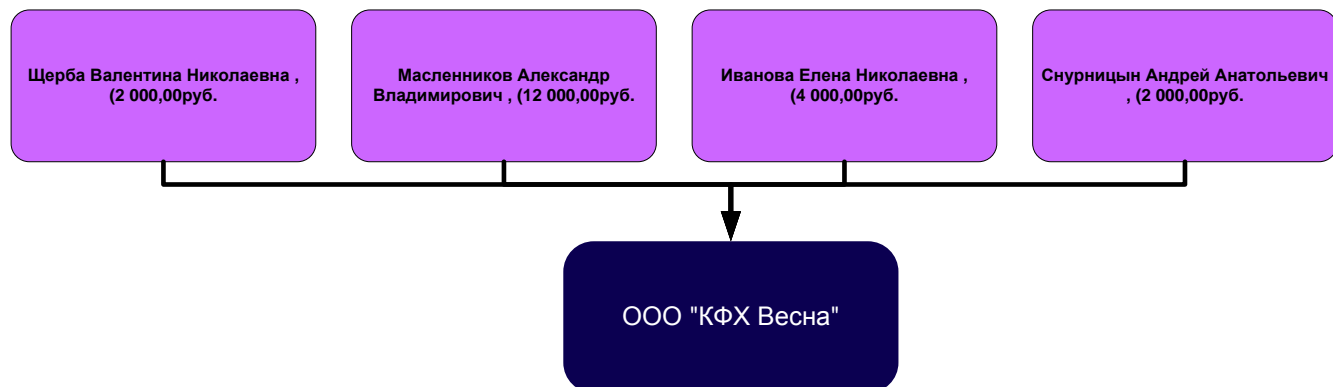 Щерба Валентина Николаевна ,
(2 000,00руб.
Масленников Александр
Владимирович , (12 000,00руб.
Иванова Елена Николаевна ,
(4 000,00руб.
Снурницын Андрей Анатольевич
, (2 000,00руб.
ООО "КФХ Весна"